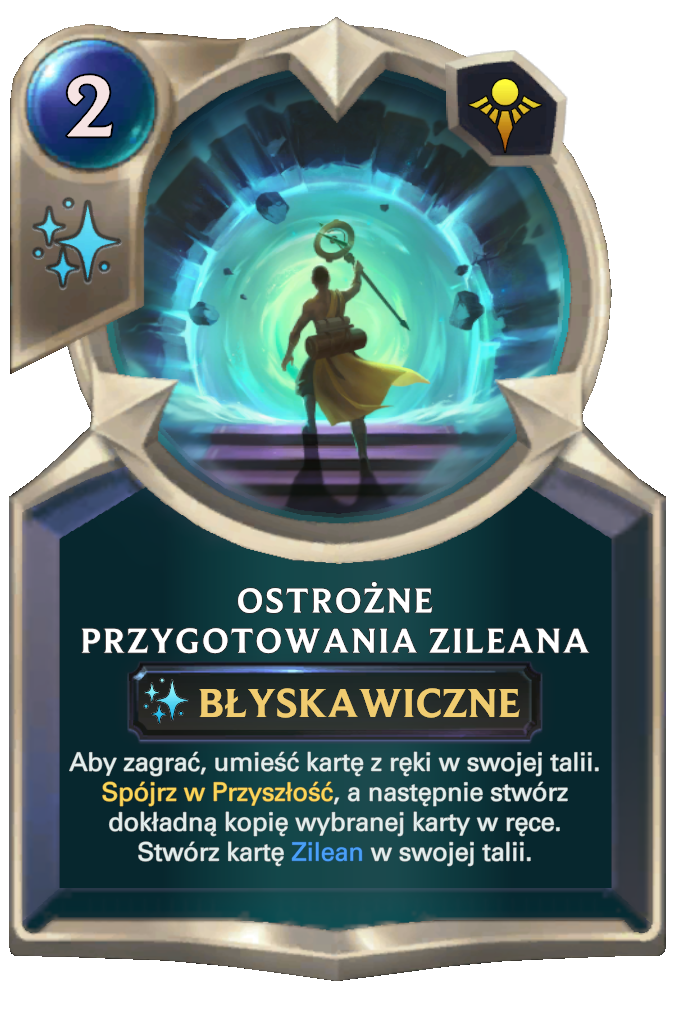 2
OSTROŻNE
PRZYGOTOWANIA ZILEANA
BŁYSKAWICZNE
Aby zagrać, umieść kartę z ręki w swojej talii.
Spójrz w Przyszłość, a następnie stwórz
dokładną kopię wybranej karty w ręce.
Stwórz kartę Zilean w swojej talii.